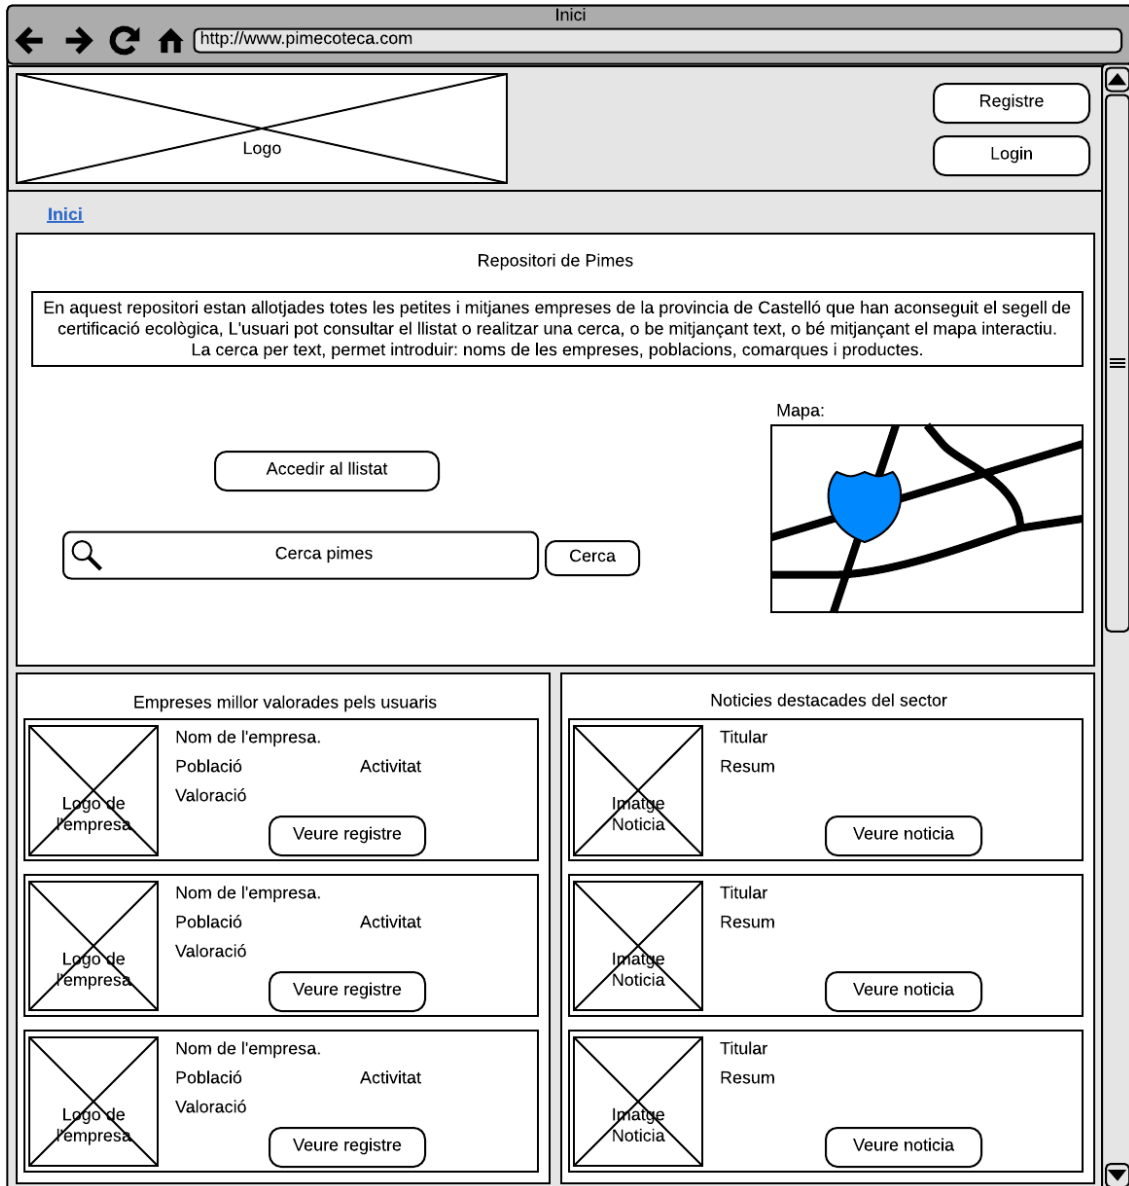 Inici
http://www.pimecoteca.com
Logo
Registre
Login
Inici
Repositori de Pimes
En aquest repositori estan allotjades totes les petites i mitjanes empreses de la provincia de Castelló que han aconseguit el segell de
certificació ecològica, L'usuari pot consultar el llistat o realitzar una cerca, o be mitjançant text, o bé mitjançant el mapa interactiu.
La cerca per text, permet introduir: noms de les empreses, poblacions, comarques i productes.
Mapa:
Accedir al llistat
Cerca pimes
Cerca
Empreses millor valorades pels usuaris
Nom de l'empresa.
Població Activitat
Valoració
Logo de
l'empresa
Veure registre
Nom de l'empresa.
Població Activitat
Valoració
Logo de
l'empresa
Veure registre
Nom de l'empresa.
Població Activitat
Valoració
Logo de
l'empresa
Veure registre
Noticies destacades del sector
Titular
Resum
Imatge
Noticia
Veure noticia
Titular
Resum
Imatge
Noticia
Veure noticia
Titular
Resum
Imatge
Noticia
Veure noticia